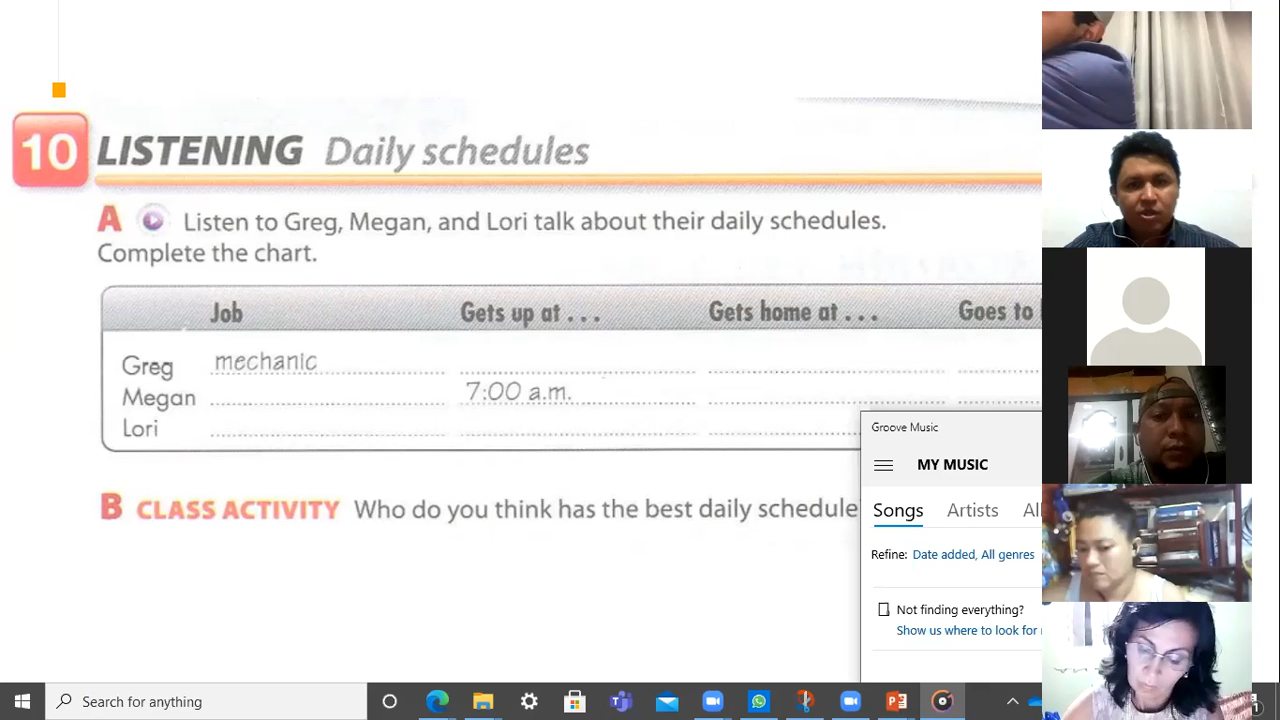 10 LISTENING Daily schedules
A Listen to Greg, Megan, and Lori talk about their daily schedules.
Complete the chart.
Job Gets up at . . . Gets home at . . . Goes to
Greg mechanic
Megan 7:00 a.m.
Lori
B CLASS ACTIVITY Who do you think has the best daily schedule
Groove Music
MY MUSIC
Songs Artists
Refine: Date added, All genres
Not finding everything?
Show us where to look for
Search for anything